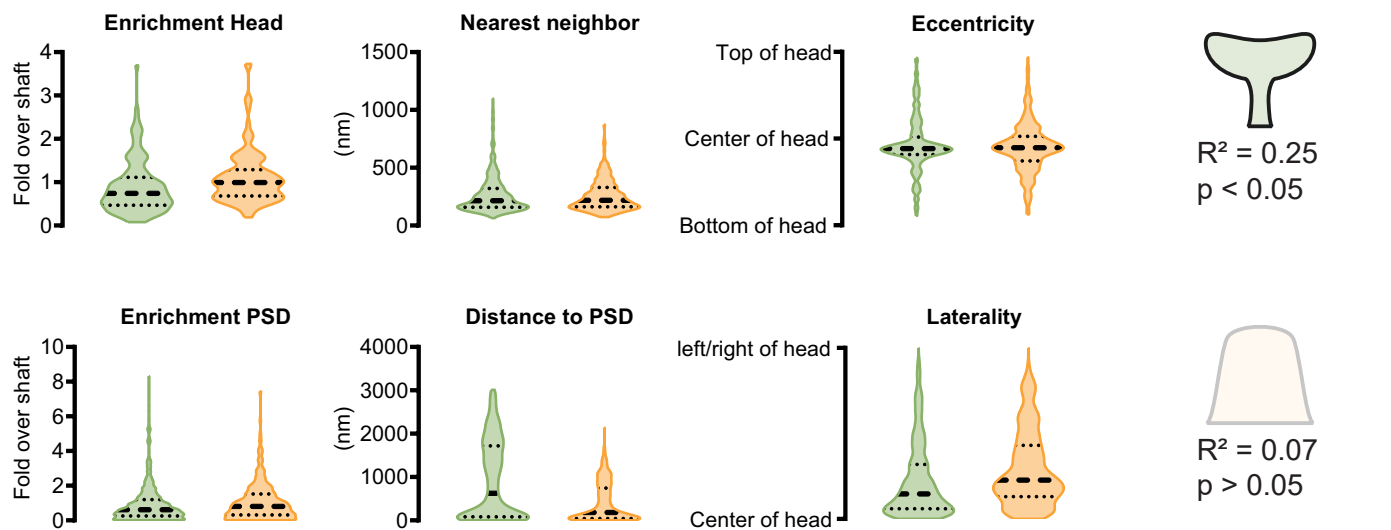 Enrichment Head
Fold over shaft
4
3
2
1
0
Nearest neighbor
(nm)
1500
1000
500
0
Eccentricity
Top of head
Center of head
Bottom of head
R² = 0.25
p < 0.05
Enrichment PSD
Fold over shaft
10
8
6
4
2
0
Distance to PSD
(nm)
4000
3000
2000
1000
0
Laterality
left/right of head
Center of head
R² = 0.07
p > 0.05